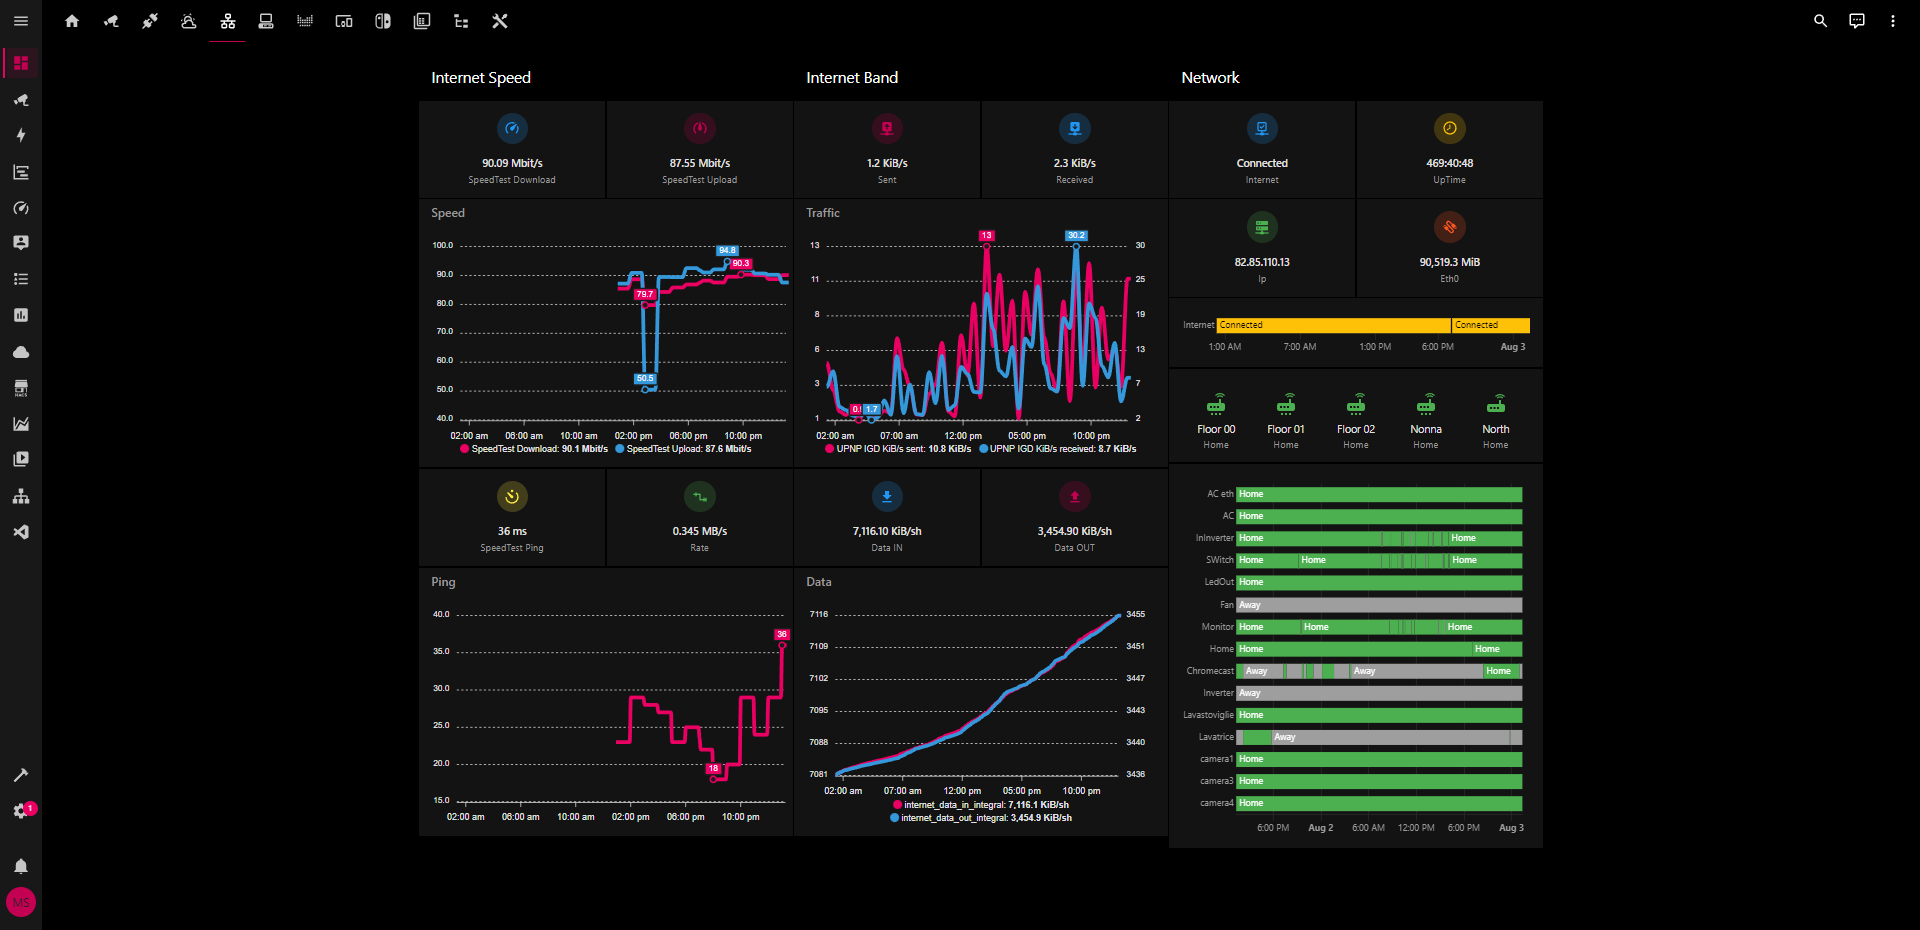 Internet Speed
90.09 Mbit/s
SpeedTest Download
87.55 Mbit/s
SpeedTest Upload
Speed
100.0
90.0
80.0
70.0
60.0
50.0
40.0
94.8
90.3
79.7
50.5
02:00 am 06:00 am 10:00 am 02:00 pm 06:00 pm 10:00 pm
SpeedTest Download: 90.1 Mbit/s SpeedTest Upload: 87.6 Mbit/s
36 ms
SpeedTest Ping
0.345 MB/s
Rate
Ping
40.0
35.0
30.0
25.0
20.0
15.0
36
18
02:00 am 06:00 am 10:00 am 02:00 pm 06:00 pm 10:00 pm
Internet Band
1.2 KiB/s
Sent
2.3 KiB/s
Received
Traffic
13
11
8
6
3
1
13
30.2
1.7
30
25
19
13
7
2
02:00 am 07:00 am 12:00 pm 05:00 pm 10:00 pm
UPNP IGD KiB/s sent: 10.8 KiB/s UPNP IGD KiB/s received: 8.7 KiB/s
7,116.10 KiB/sh
Data IN
3,454.90 KiB/sh
Data OUT
Data
7116
7109
7102
7095
7088
7081
3455
3451
3447
3443
3440
3436
02:00 am 07:00 am 12:00 pm 05:00 pm 10:00 pm
internet_data_in_integral: 7,116.1 KiB/sh
internet_data_out_integral: 3,454.9 KiB/sh
Network
Connected
Internet
469:40:48
UpTime
82.85.110.13
Ip
90,519.3 MiB
Eth0
Internet Connected Connected
1:00 AM 7:00 AM 1:00 PM 6:00 PM Aug 3
Floor 00 Floor 01 Floor 02 Nonna North
Home Home Home Home Home
AC eth Home
AC Home
InInverter Home Home
SWitch Home Home Home
LedOut Home
Fan Away
Monitor Home Home Home
Home Home Home
Chromecast Away Away Home
Inverter Away
Lavastoviglie Home
Lavatrice Away
camera1 Home
camera3 Home
camera4 Home
6:00 PM Aug 2 6:00 AM 12:00 PM 6:00 PM Aug 3
HACS
1
MS